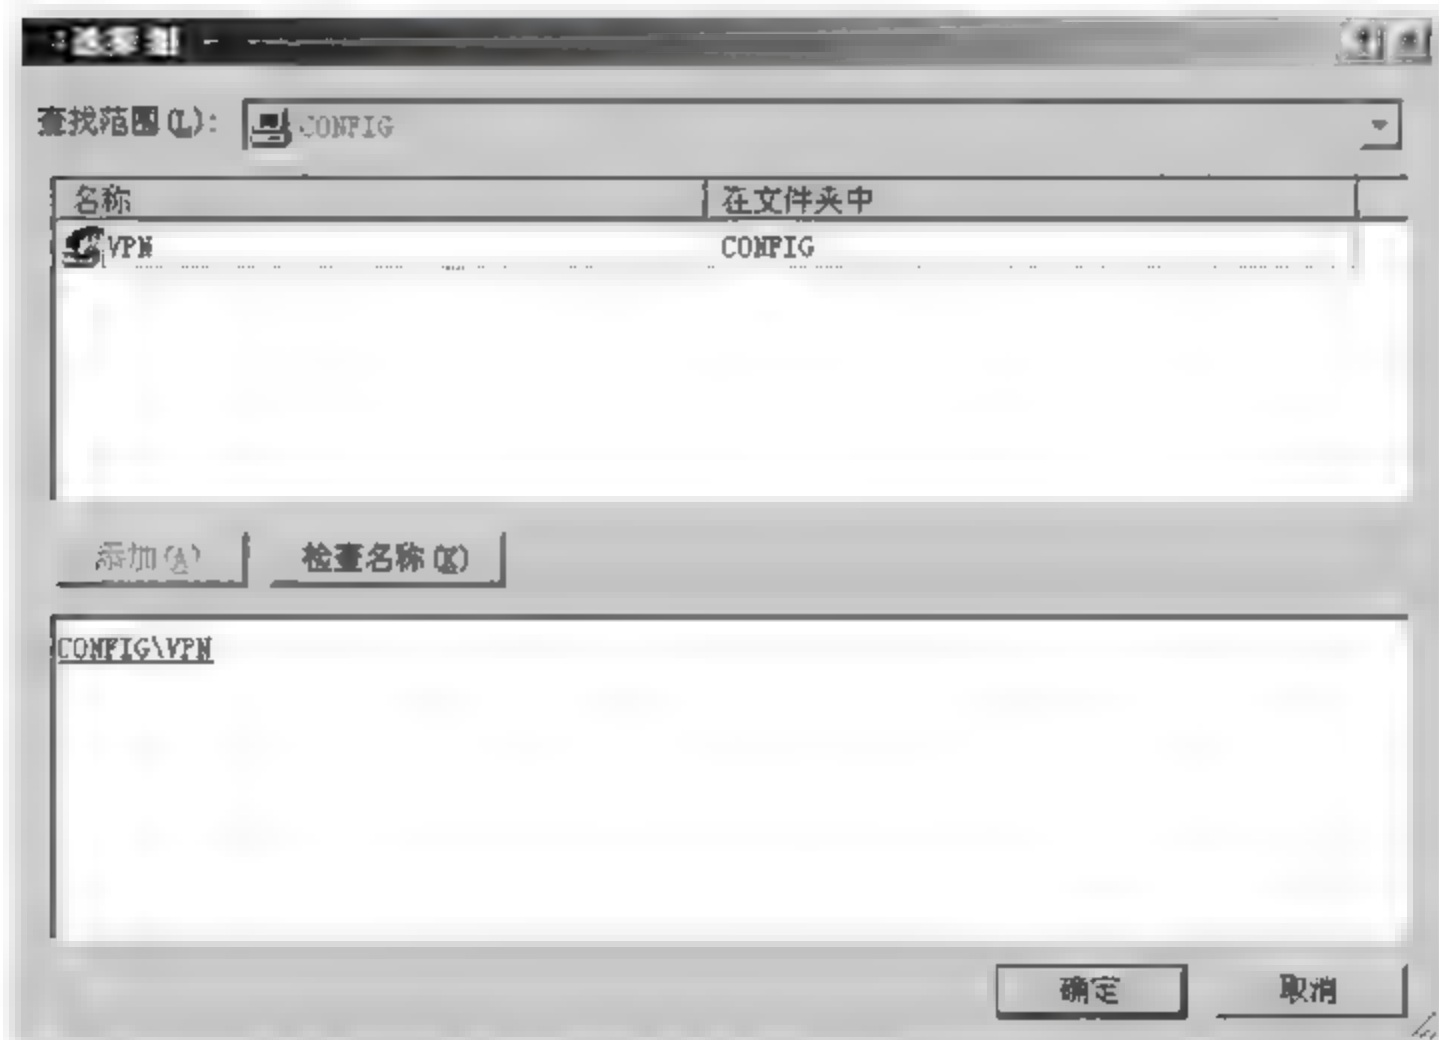 选择组
查找范围(L): CONFIG
名称 在文件夹中
VPN CONFIG
添加(A) 检查名称(K)
CONFIG\VPN
确定 取消